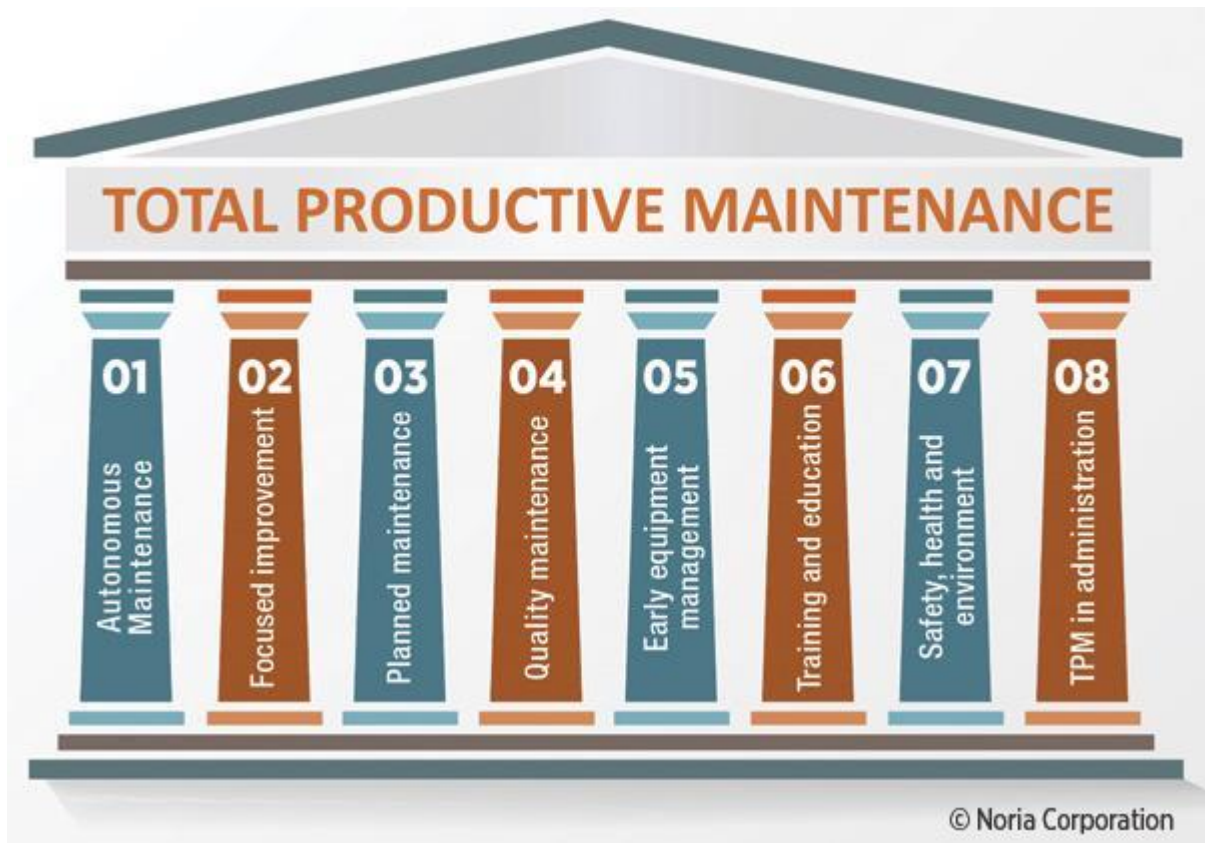 TOTAL PRODUCTIVE MAINTENANCE
01
Autonomous
Maintenance
02
Focused improvement
03
Planned maintenance
04
Quality maintenance
05
Early equipment
management
06
Training and education
07
Safety, health and
environment
08
TPM in administration
© Noria Corporation